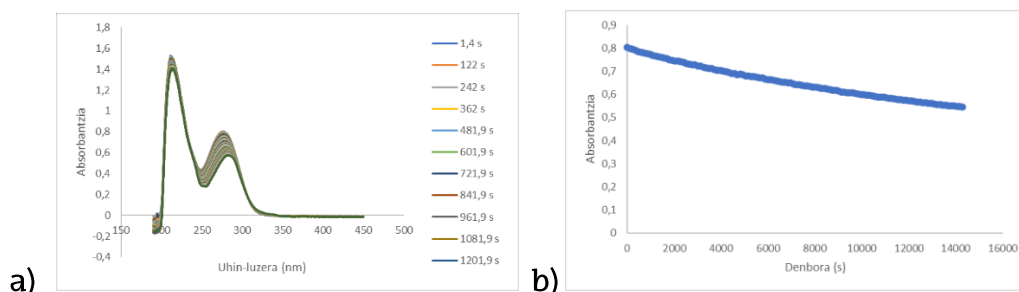 1,8
1,6
1,4
1,2
1
0,8
0,6
0,4
0,2
0
-0,2
-0,4
150 200 250 300 350 400 450 500
Absorbantzia
Uhin-luzera (nm)
1,4 s
122 s
242 s
362 s
481,9 s
601,9 s
721,9 s
841,9 s
961,9 s
1081,9 s
1201,9 s
a)
0,9
0,8
0,7
0,6
0,5
0,4
0,3
0,2
0,1
0
0 2000 4000 6000 8000 10000 12000 14000 16000
Absorbantzia
Denbora (s)
b)